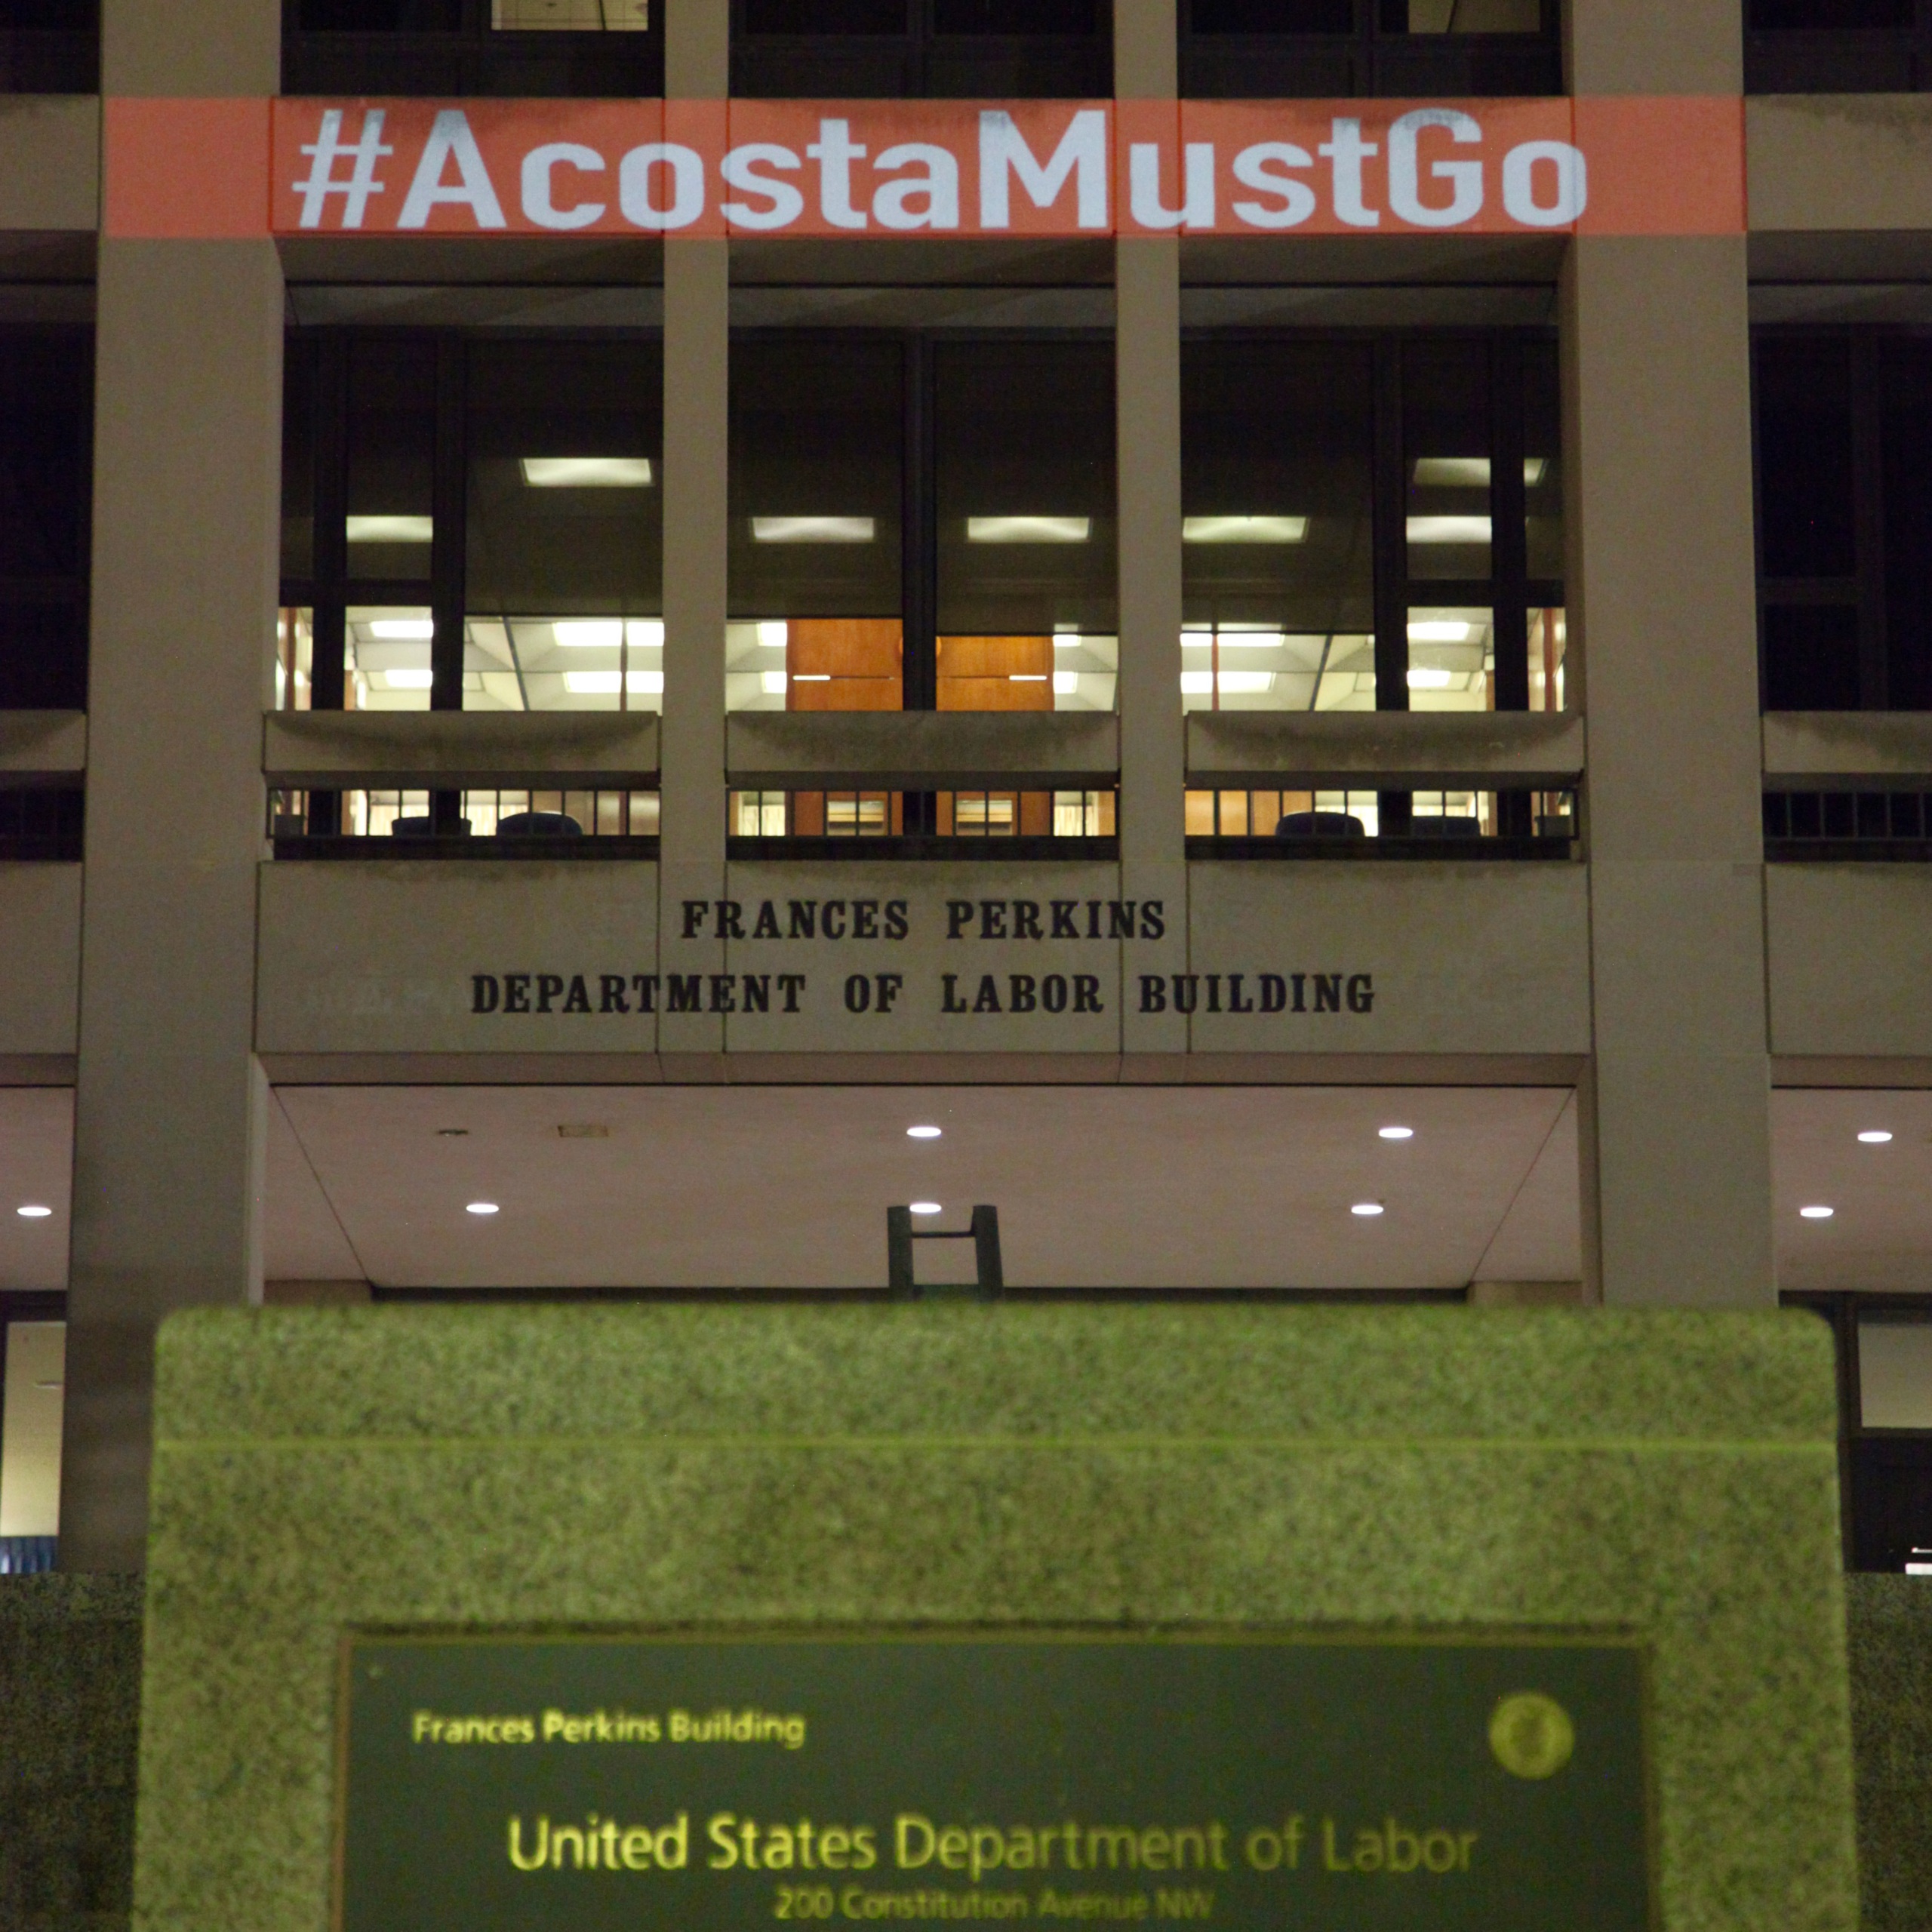 #AcostaMustGo
FRANCES PERKINS
DEPARTMENT OF LABOR BUILDING
Frances Perkins Building
United States Department of Labor
200 Constitution Avenue NW